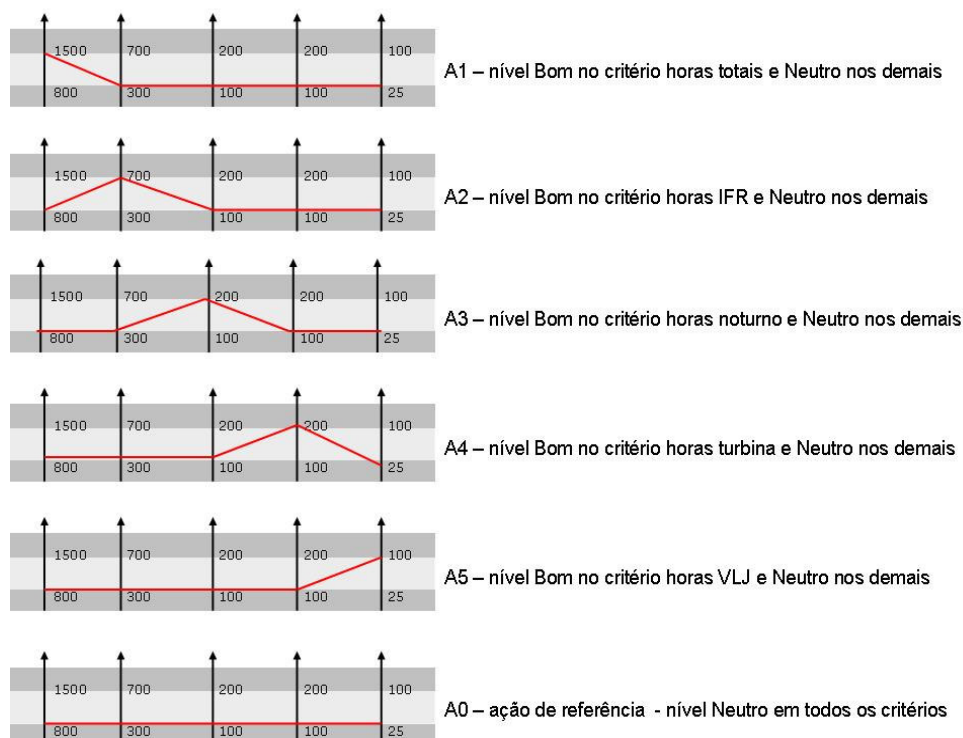 1500 700 200 200 100
A1 – nível Bom no critério horas totais e Neutro nos demais
800 300 100 100 25
1500 700 200 200 100
A2 – nível Bom no critério horas IFR e Neutro nos demais
800 300 100 100 25
1500 700 200 200 100
A3 – nível Bom no critério horas noturno e Neutro nos demais
800 300 100 100 25
1500 700 200 200 100
A4 – nível Bom no critério horas turbina e Neutro nos demais
800 300 100 100 25
1500 700 200 200 100
A5 – nível Bom no critério horas VLJ e Neutro nos demais
800 300 100 100 25
1500 700 200 200 100
A0 – ação de referência - nível Neutro em todos os critérios
800 300 100 100 25